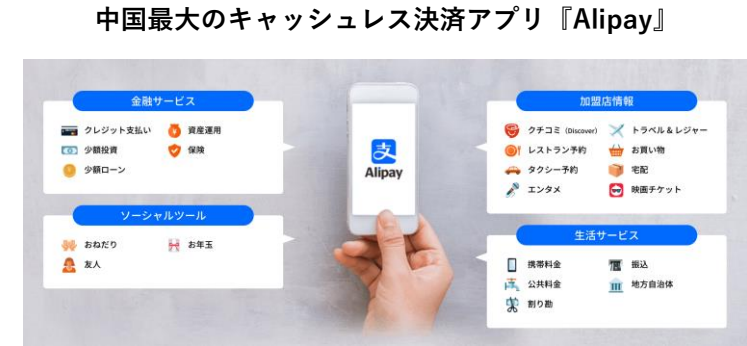 中国最大のキャッシュレス決済アプリ『Alipay』
金融サービス
クレジット支払い
資産運用
少額投資
保険
少額ローン
ソーシャルツール
おねだり
お年玉
友人
支
Alipay
加盟店情報
クチコミ (Discover)
トラベル&レジャー
レストラン予約
お買い物
タクシー予約
宅配
エンタメ
映画チケット
生活サービス
携帯料金
振込
公共料金
地方自治体
割り勘